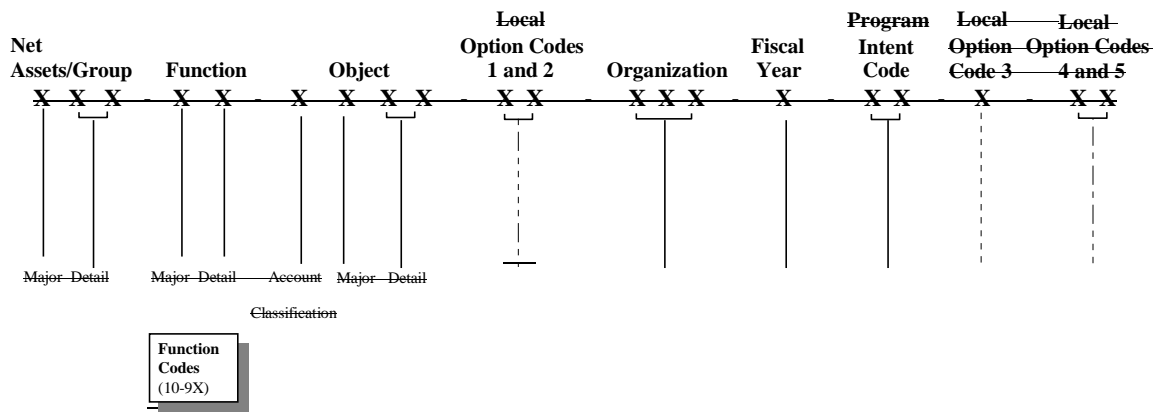 Local Program Local Local
Net Option Codes Fiscal Intent Option Option Codes
Assets/Group Function Object 1 and 2 Organization Year Code Code 3 4 and 5
X X X - X X - X X X X - X X - X X X - X - X X - X - X X
Major Detail Major Detail Account Major Detail
Classification
Function
Codes
(10-9X)